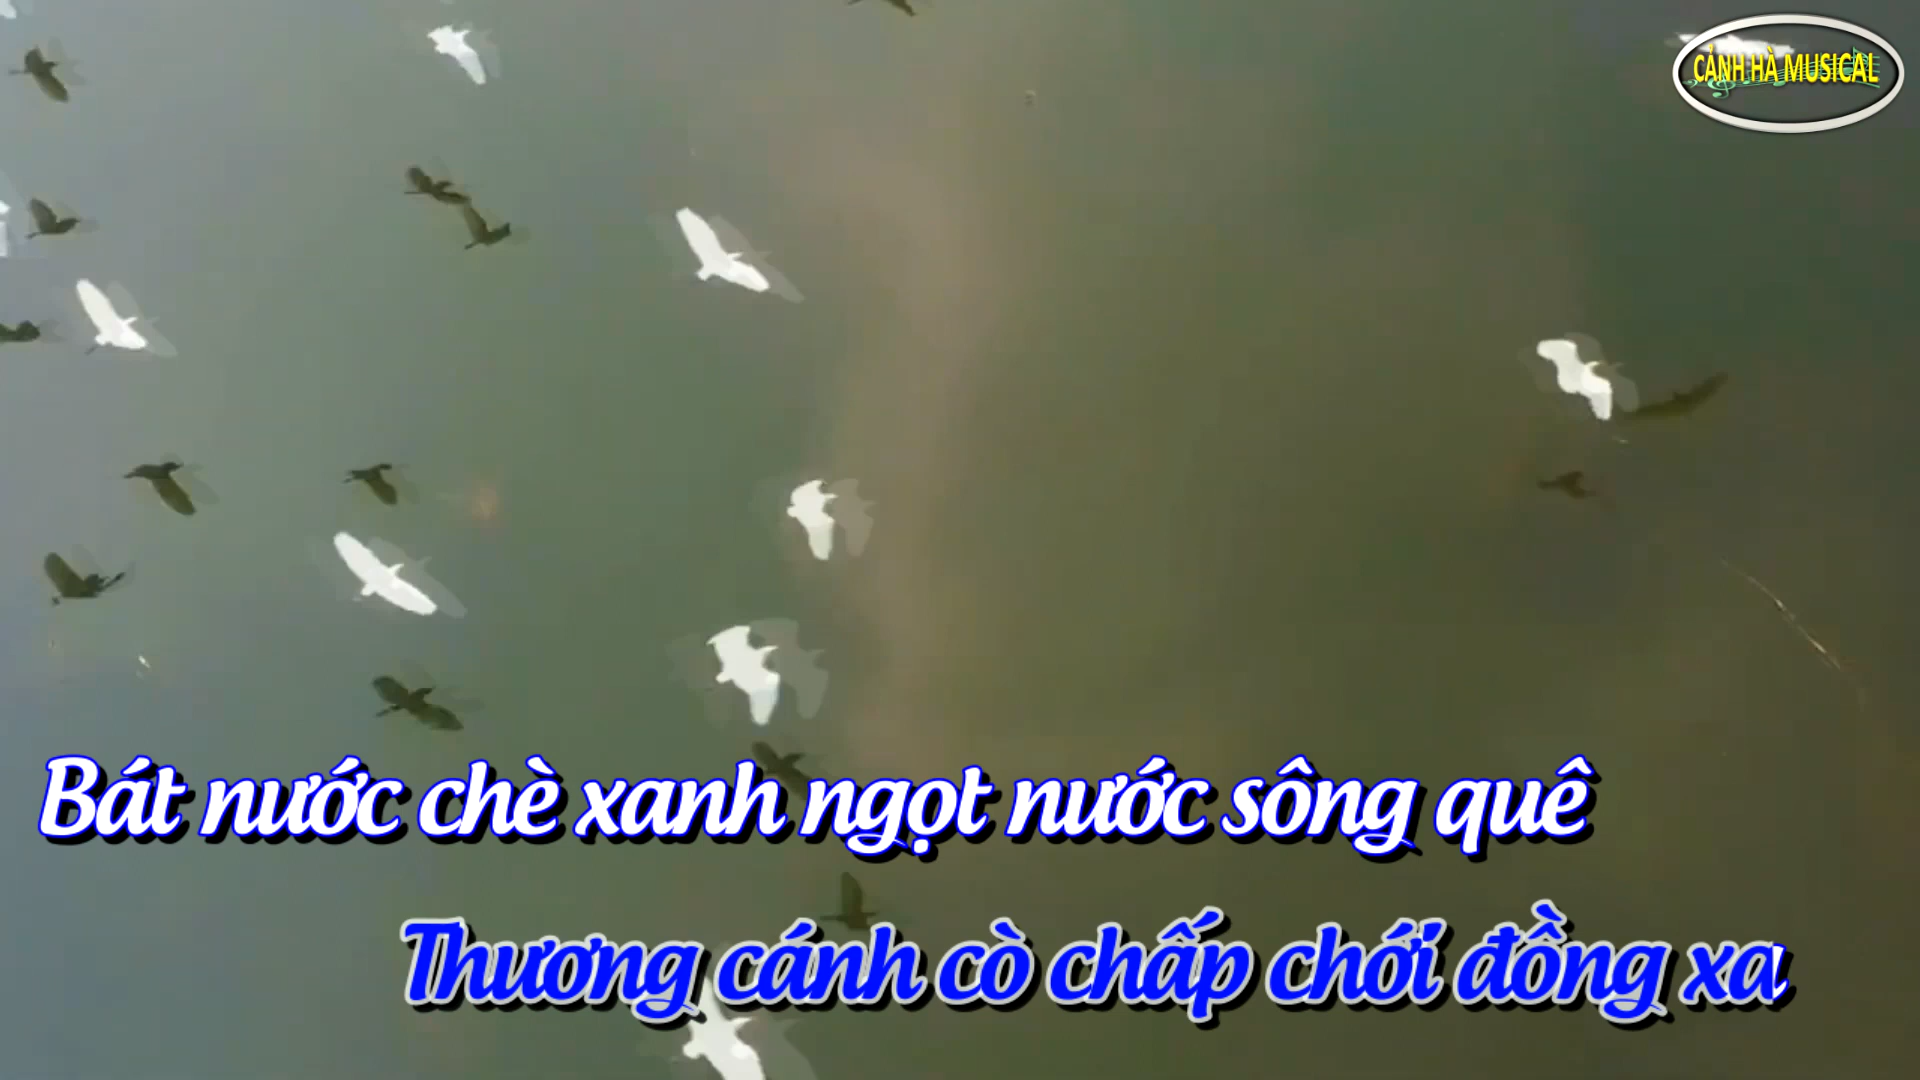 CẢNH HÀ MUSICAL
Bát nước chè xanh ngọt nước sông quê
Thương cánh cò chấp chới đồng xa